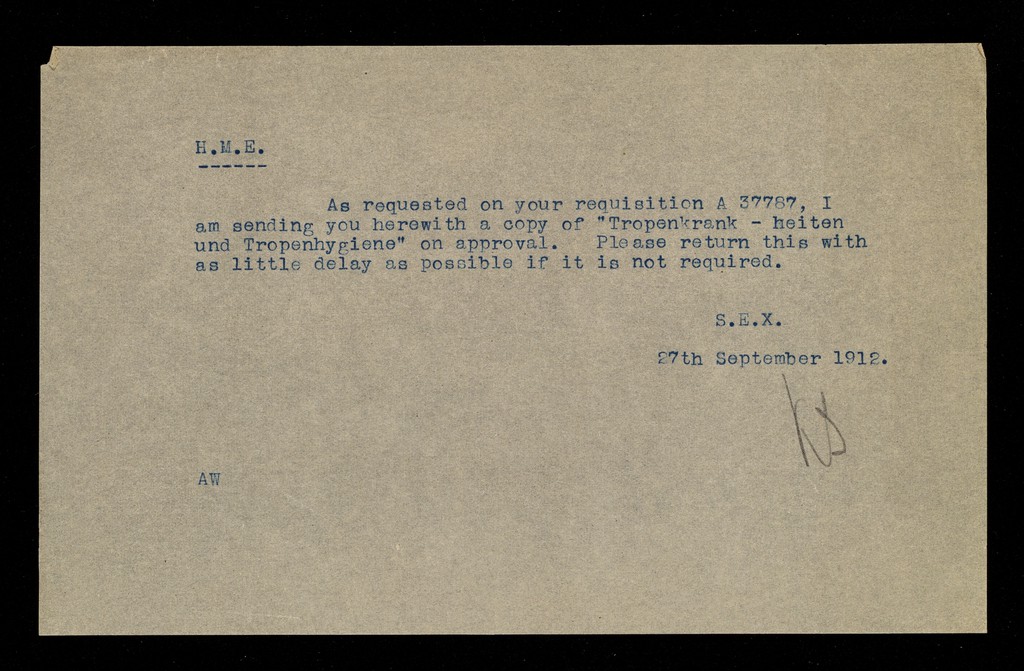 H.M.E.
As requested on your requisition A 37787, I
am sending you herewith a copy of "Tropenkrank - heiten
und Tropenhygiene" on approval. Please return this with
as little delay as possible if it is not required.
S.E.X.
27th September 1912.
AW